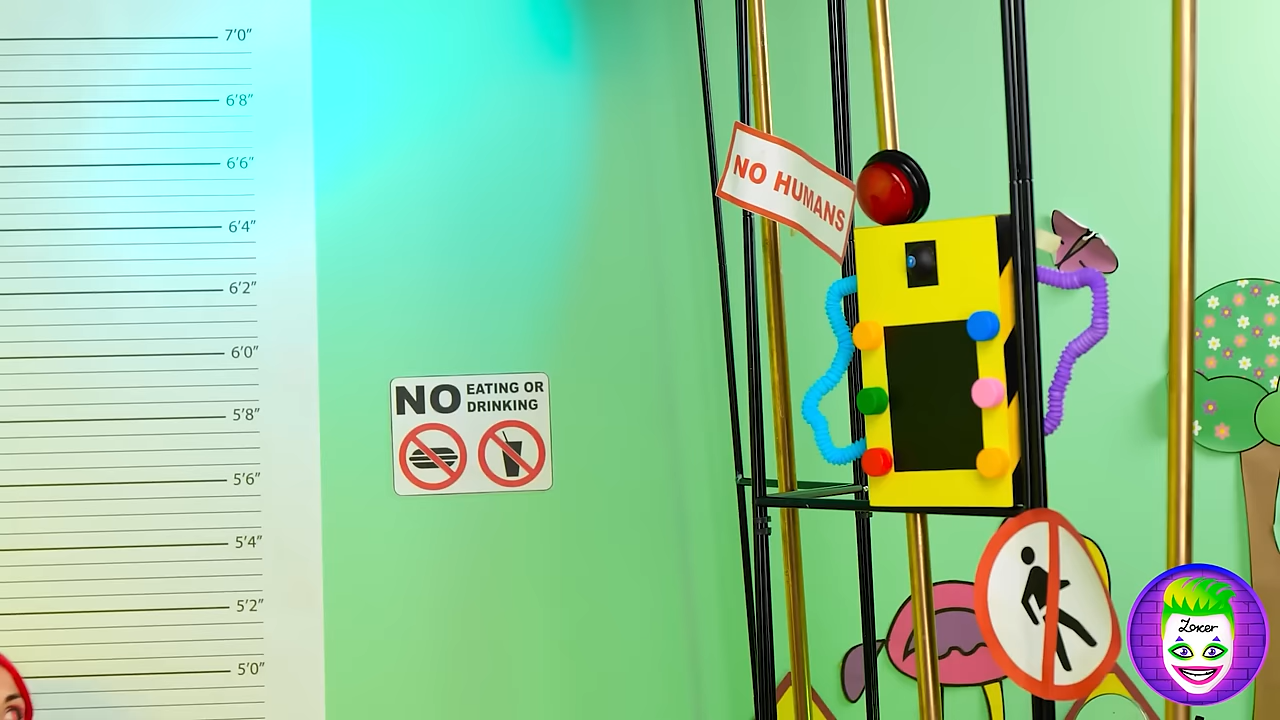 7'0"
6'8"
6'6"
6'4"
6'2"
6'0"
5'8"
5'6"
5'4"
5'2"
5'0"
NO EATING OR
DRINKING
NO HUMANS
Zoxer